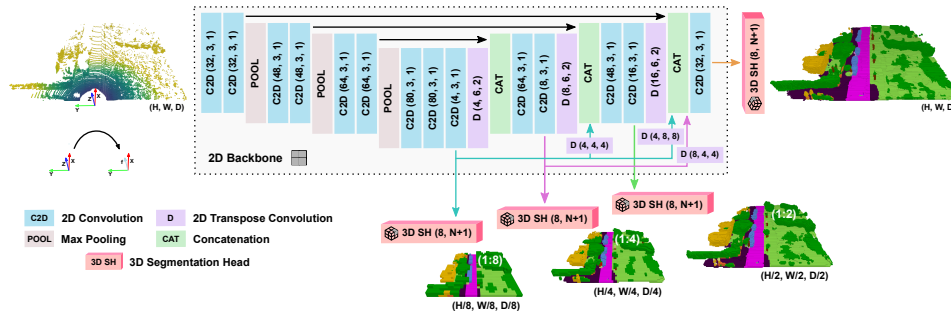 C2D (32, 3, 1)
C2D (32, 3, 1)
POOL
C2D (48, 3, 1)
C2D (48, 3, 1)
POOL
C2D (64, 3, 1)
C2D (64, 3, 1)
POOL
C2D (80, 3, 1)
C2D (80, 3, 1)
C2D (4, 3, 1)
D (4, 6, 2)
CAT
C2D (64, 3, 1)
C2D (8, 3, 1)
D (8, 6, 2)
CAT
C2D (48, 3, 1)
C2D (16, 3, 1)
D (16, 6, 2)
CAT
C2D (32, 3, 1)
3D SH (8, N+1)
(H, W, D)
(H, W, D)
Z
X
Y
D (4, 4, 4)
D (4, 8, 8)
D (8, 4, 4)
2D Backbone
Z
X
Y
f
X
Y
3D SH (8, N+1)
3D SH (8, N+1)
3D SH (8, N+1)
C2D 2D Convolution
D 2D Transpose Convolution
POOL Max Pooling
CAT Concatenation
3D SH 3D Segmentation Head
(1:8)
(1:4)
(1:2)
(H/8, W/8, D/8)
(H/4, W/4, D/4)
(H/2, W/2, D/2)